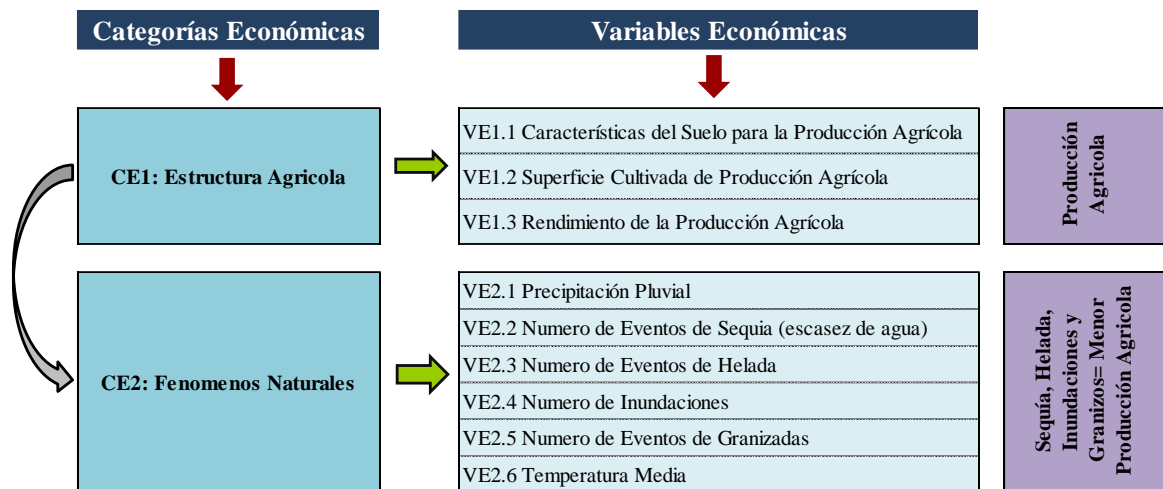 Categorías Económicas
Variables Económicas
CE1: Estructura Agricola
VE1.1 Características del Suelo para la Producción Agrícola
VE1.2 Superficie Cultivada de Producción Agrícola
VE1.3 Rendimiento de la Producción Agrícola
Producción
Agricola
CE2: Fenomenos Naturales
VE2.1 Precipitación Pluvial
VE2.2 Numero de Eventos de Sequia (escasez de agua)
VE2.3 Numero de Eventos de Helada
VE2.4 Numero de Inundaciones
VE2.5 Numero de Eventos de Granizadas
VE2.6 Temperatura Media
Sequía, Helada,
Inundaciones y
Granizos= Menor
Producción Agricola